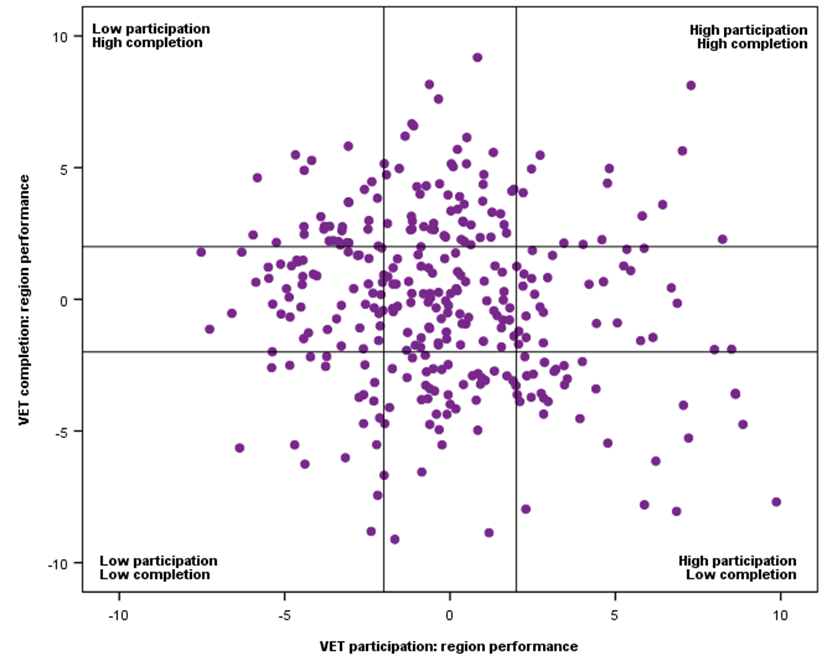 Low participation
High completion
High participation
High completion
10
5
0
-5
-10
VET completion: region performance
Low participation
Low completion
High participation
Low completion
-10
-5
0
5
10
VET participation: region performance